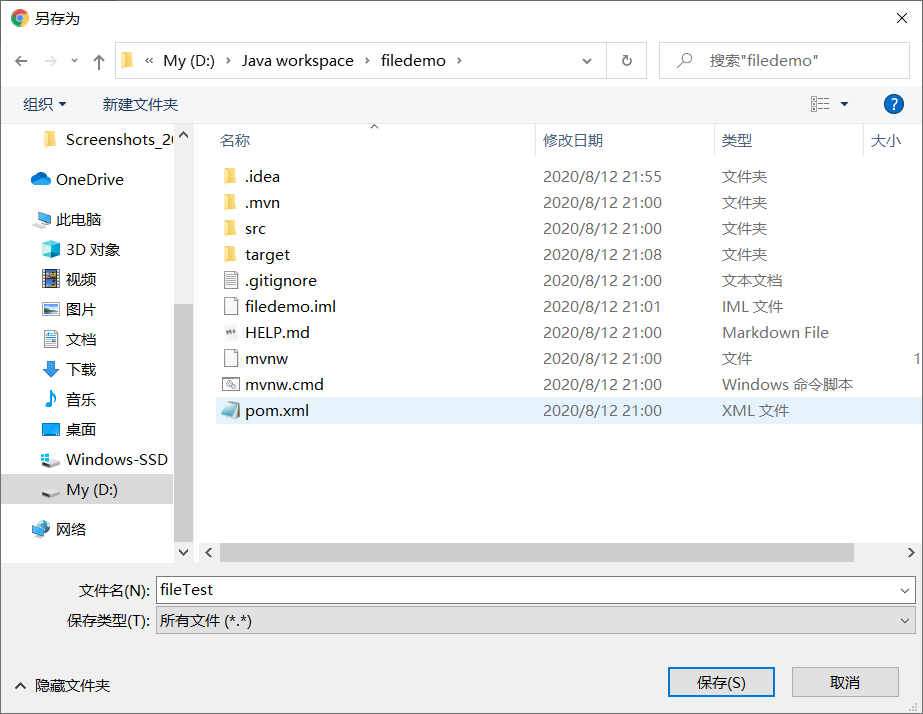 另存为
« My (D:) › Java workspace › filedemo ›
搜索"filedemo"
组织
新建文件夹
名称 修改日期 类型 大小
Screenshots_20
OneDrive
此电脑
3D 对象
视频
图片
文档
下载
音乐
桌面
Windows-SSD
My (D:)
网络
.idea 2020/8/12 21:55 文件夹
.mvn 2020/8/12 21:00 文件夹
src 2020/8/12 21:00 文件夹
target 2020/8/12 21:08 文件夹
.gitignore 2020/8/12 21:00 文本文档
filedemo.iml 2020/8/12 21:01 IML 文件
HELP.md 2020/8/12 21:00 Markdown File
mvnw 2020/8/12 21:00 文件 1
mvnw.cmd 2020/8/12 21:00 Windows 命令脚本
pom.xml 2020/8/12 21:00 XML 文件
文件名(N): fileTest
保存类型(T): 所有文件 (*.*)
隐藏文件夹
保存(S)
取消